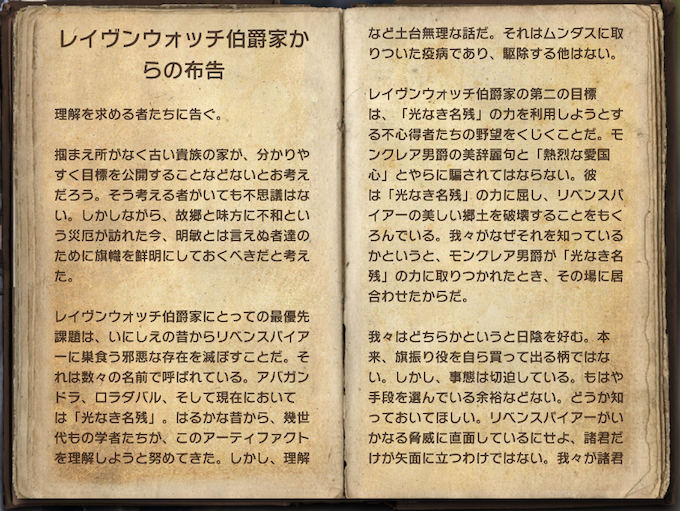 レイヴンウォッチ伯爵家か
らの布告
理解を求める者たちに告ぐ。
掴まえ所がなく古い貴族の家が、分かりや
すく目標を公開することなどないとお考え
だろう。そう考える者がいても不思議はな
い。しかしながら、故郷と味方に不和とい
う災厄が訪れた今、明敏とは言えぬ者達の
ために旗幟を鮮明にしておくべきだと考え
た。
レイヴンウォッチ伯爵家にとっての最優先
課題は、いにしえの昔からリベンスパイア
ーに巣食う邪悪な存在を滅ぼすことだ。そ
れは数々の名前で呼ばれている。アバガン
ドラ、ロラダバル、そして現在において
は「光なき名残」。はるかな昔から、幾世
代もの学者たちが、このアーティファクト
を理解しようと努めてきた。しかし、理解
など土台無理な話だ。それはムンダスに取
りついた疫病であり、駆除する他はない。
レイヴンウォッチ伯爵家の第二の目標
は、「光なき名残」の力を利用しようとす
る不心得者たちの野望をくじくことだ。モ
ンクレア男爵の美辞麗句と「熱烈な愛国
心」とやらに騙されてはならない。彼
は「光なき名残」の力に屈し、リベンスパ
イアーの美しい郷土を破壊することをもく
ろんでいる。我々がなぜそれを知っている
かというと、モンクレア男爵が「光なき名
残」の力に取りつかれたとき、その場に居
合わせたからだ。
我々はどちらかというと日陰を好む。本
来、旗振り役を自ら買って出る柄ではな
い。しかし、事態は切迫している。もはや
手段を選んでいる余裕などない。どうか知
っておいてほしい。リベンスパイアーがい
かなる脅威に直面しているにせよ、諸君だ
けが矢面に立つわけではない。我々が諸君